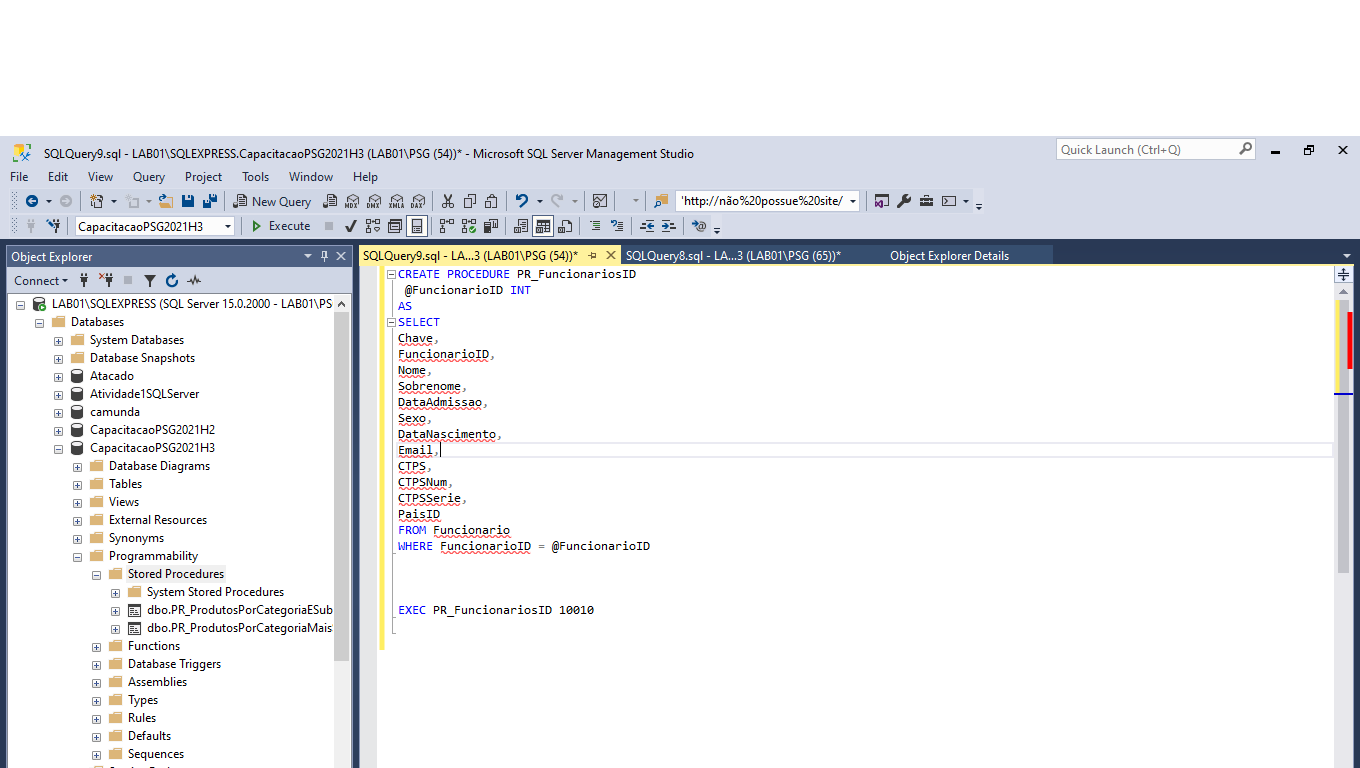 SQLQuery9.sql - LAB01\SQLEXPRESS.CapacitacaoPSG2021H3 (LAB01\PSG (54))* - Microsoft SQL Server Management Studio
Quick Launch (Ctrl+Q)
File Edit View Query Project Tools Window Help
New Query MDX DMX XMLA DAX 'http://não%20possue%20site/
CapacitacaoPSG2021H3 Execute
Object Explorer
Connect
LAB01\SQLEXPRESS (SQL Server 15.0.2000 - LAB01\PS
Databases
System Databases
Database Snapshots
Atacado
Atividade1SQLServer
camunda
CapacitacaoPSG2021H2
CapacitacaoPSG2021H3
Database Diagrams
Tables
Views
External Resources
Synonyms
Programmability
Stored Procedures
System Stored Procedures
dbo.PR_ProdutosPorCategoriaESub
dbo.PR_ProdutosPorCategoriaMais
Functions
Database Triggers
Assemblies
Types
Rules
Defaults
Sequences
SQLQuery9.sql - LA...3 (LAB01\PSG (54))* SQLQuery8.sql - LA...3 (LAB01\PSG (65))* Object Explorer Details
CREATE PROCEDURE PR_FuncionariosID
@FuncionarioID INT
AS
SELECT
Chave,
FuncionarioID,
Nome,
Sobrenome,
DataAdmissao,
Sexo,
DataNascimento,
Email,
CTPS,
CTPSNum,
CTPSSerie,
PaisID
FROM Funcionario
WHERE FuncionarioID = @FuncionarioID
EXEC PR_FuncionariosID 10010